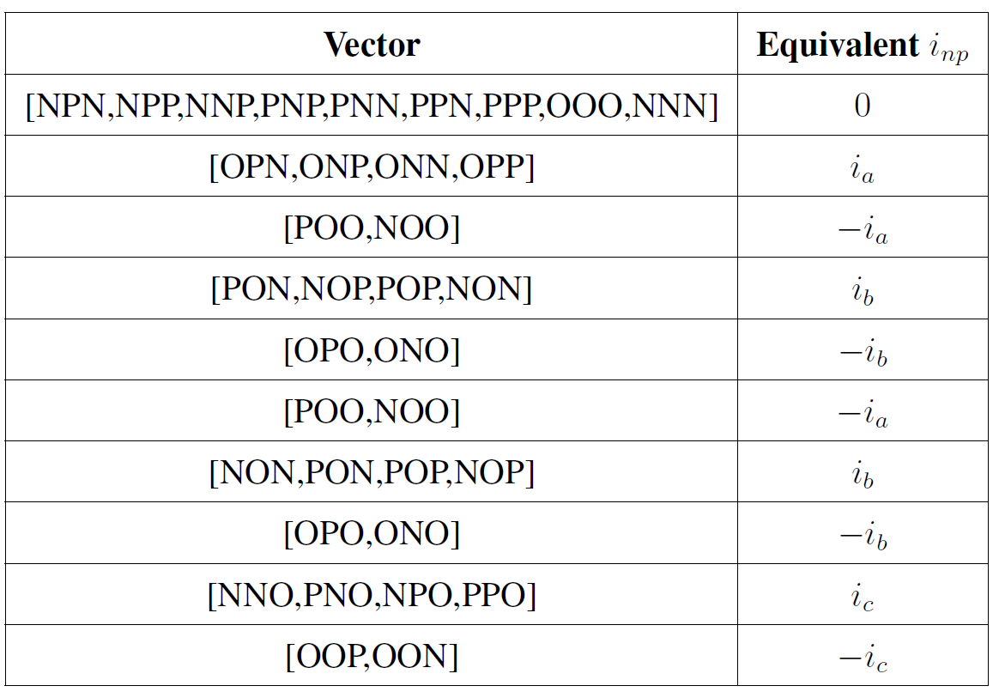 Vector Equivalent i_np
[NPN,NPP,NNP,PNP,PNN,PPN,PPP,OOO,NNN] 0
[OPN,ONP,ONN,OPP] i_a
[POO,NOO] −i_a
[PON,NOP,POP,NON] i_b
[OPO,ONO] −i_b
[POO,NOO] −i_a
[NON,PON,POP,NOP] i_b
[OPO,ONO] −i_b
[NNO,PNO,NPO,PPO] i_c
[OOP,OON] −i_c